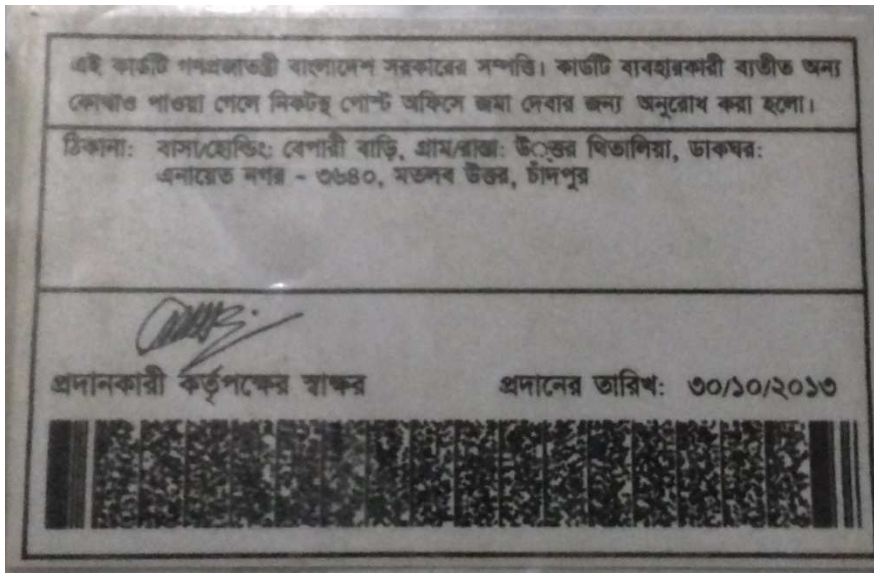 এই কার্ডটি গণপ্রজাতন্ত্রী বাংলাদেশ সরকারের সম্পত্তি। কার্ডটি ব্যবহারকারী ব্যতীত অন্য
কোথাও পাওয়া গেলে নিকটস্থ পোস্ট অফিসে জমা দেবার জন্য অনুরোধ করা হলো।
ঠিকানা: বাসা/হোল্ডিং: বেপারী বাড়ি, গ্রাম/রাস্তা: উ্ত্তর মিঠালিয়া, ডাকঘর:
এনায়েত নগর - ৩৬৪০, মতলব উত্তর, চাঁদপুর
প্রদানকারী কর্তৃপক্ষের স্বাক্ষর প্রদানের তারিখ: ৩০/১০/২০১৩